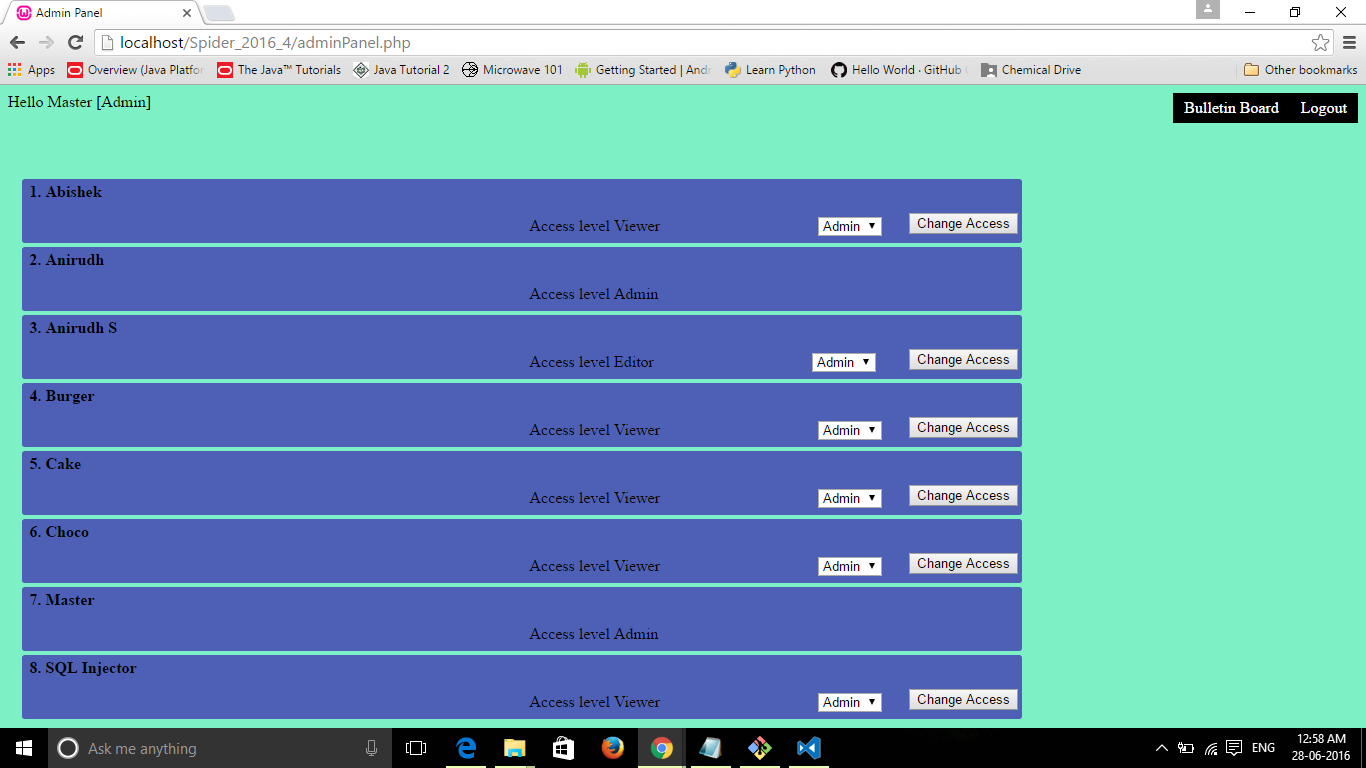 Admin Panel
localhost/Spider_2016_4/adminPanel.php
Apps Overview (Java Platfor The Java™ Tutorials Java Tutorial 2 Microwave 101 Getting Started | Andr Learn Python Hello World · GitHub Chemical Drive Other bookmarks
Hello Master [Admin]
Bulletin Board Logout
1. Abishek
Access level Viewer Admin Change Access
2. Anirudh
Access level Admin
3. Anirudh S
Access level Editor Admin Change Access
4. Burger
Access level Viewer Admin Change Access
5. Cake
Access level Viewer Admin Change Access
6. Choco
Access level Viewer Admin Change Access
7. Master
Access level Admin
8. SQL Injector
Access level Viewer Admin Change Access
Ask me anything
ENG
12:58 AM
28-06-2016